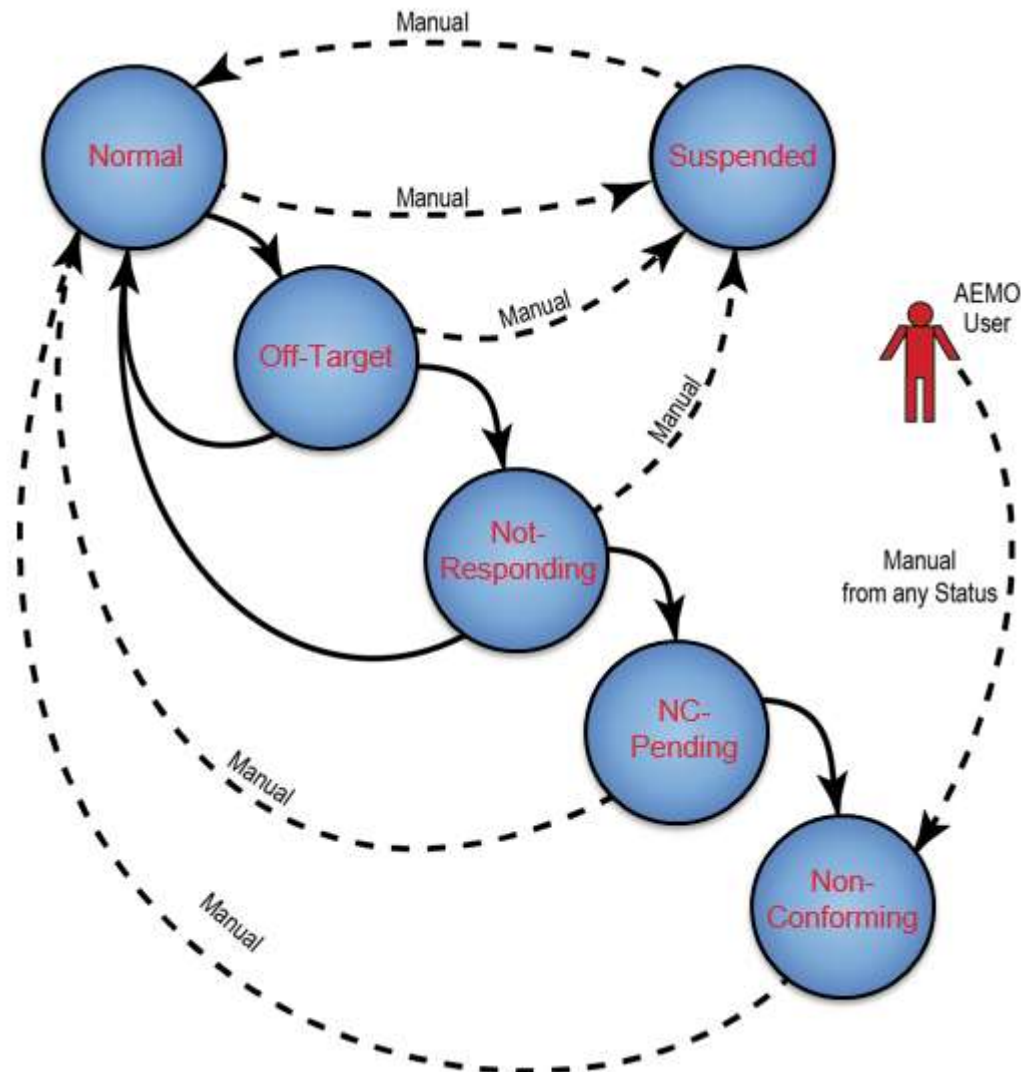 Manual
Normal
Suspended
Manual
Manual
AEMO
User
Off-Target
Manual
Not-
Responding
Manual
from any Status
NC-
Pending
Manual
Non-
Conforming
Manual